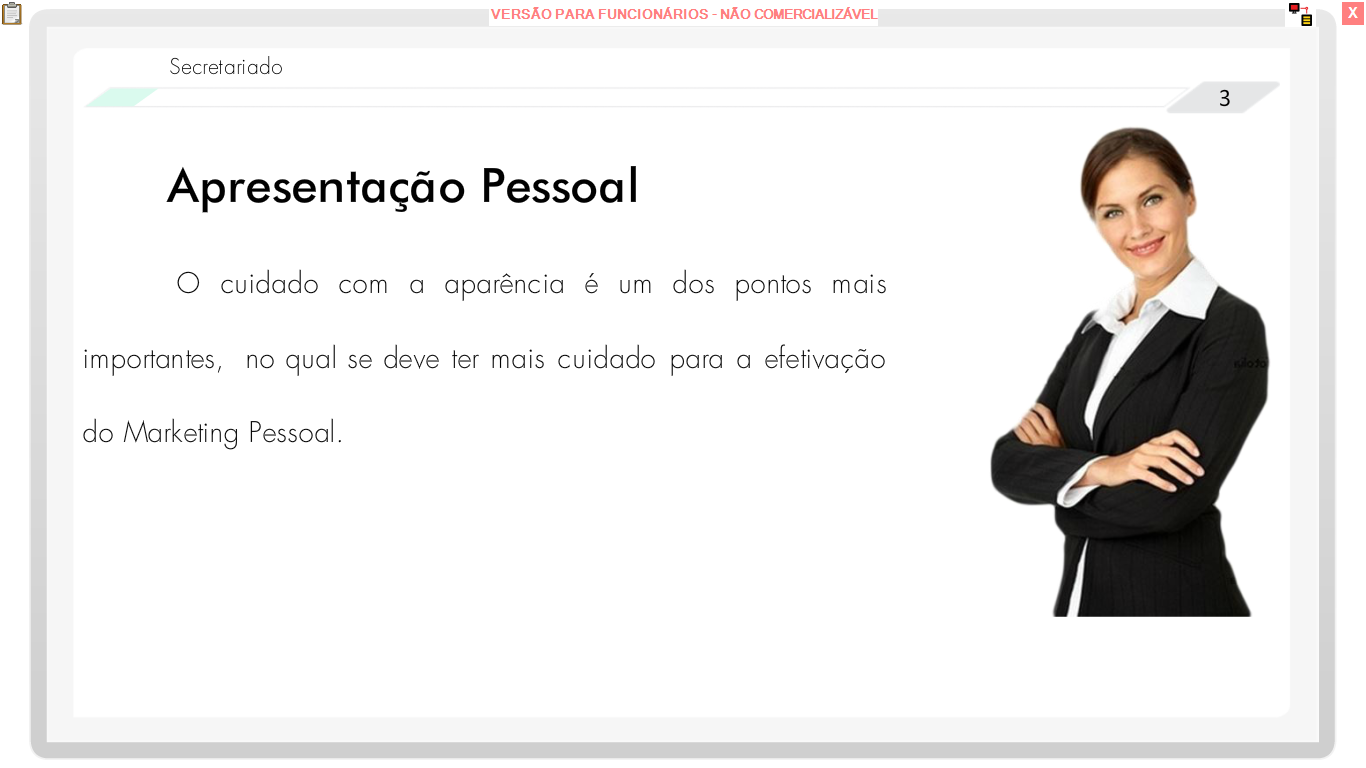 VERSÃO PARA FUNCIONÁRIOS - NÃO COMERCIALIZÁVEL
X
Secretariado
3
Apresentação Pessoal
O cuidado com a aparência é um dos pontos mais
importantes, no qual se deve ter mais cuidado para a efetivação
do Marketing Pessoal.